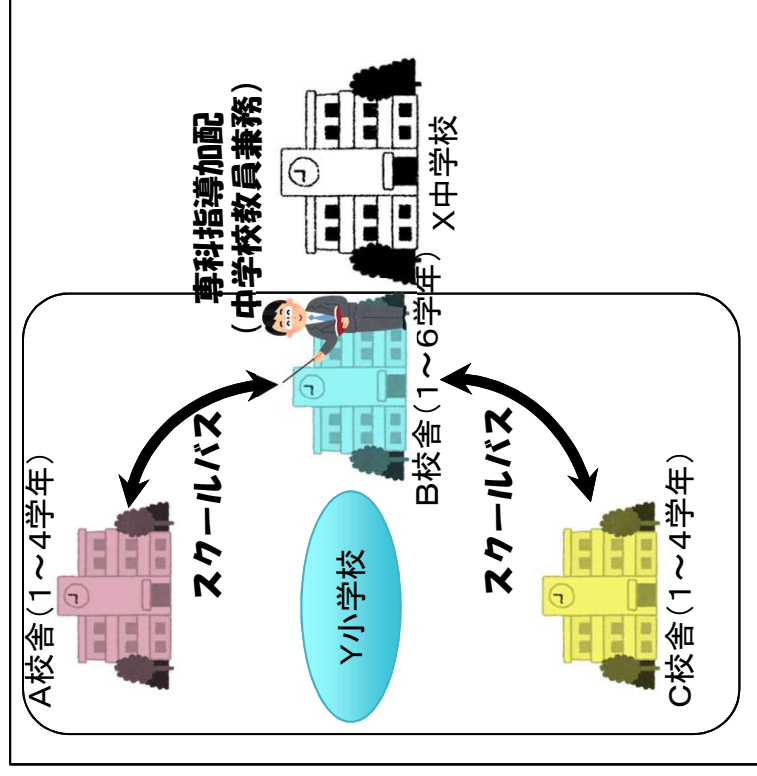 A校舎(1~4学年)
スクールバス
Y小学校
専科指導加配
(中学校教員兼務)
B校舎(1~6学年)
X中学校
スクールバス
C校舎(1~4学年)